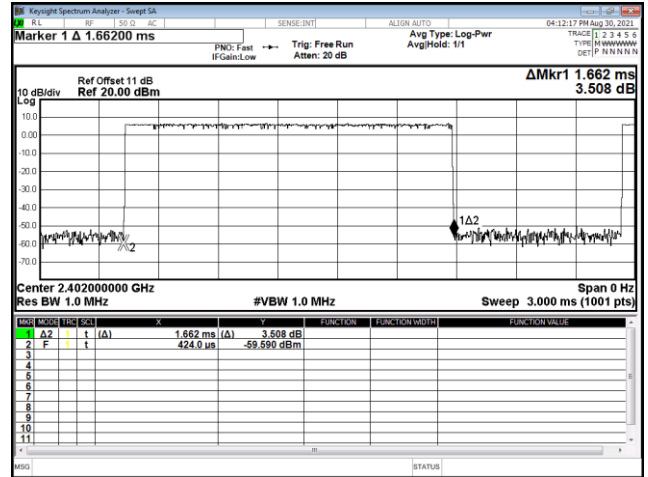 Keysight Spectrum Analyzer - Swept SA
RL RF 50 Ω AC SENSE:INT ALIGN AUTO 04:12:17 PM Aug 30, 2021
Marker 1 Δ 1.66200 ms Avg Type: Log-Pwr TRACE 1 2 3 4 5 6
PNO: Fast Trig: Free Run Avg|Hold: 1/1 TYPE M WWWWW
IFGain:Low Atten: 20 dB DET P N N N N N
ΔMkr1 1.662 ms
Ref Offset 11 dB
10 dB/div Ref 20.00 dBm 3.508 dB
Log
10.0
0.00
-10.0
-20.0
-30.0
-40.0
-50.0 1Δ2
-60.0 2
-70.0
Center 2.402000000 GHz Span 0 Hz
Res BW 1.0 MHz #VBW 1.0 MHz Sweep 3.000 ms (1001 pts)
MKR MODE TRC SCL X Y FUNCTION FUNCTION WIDTH FUNCTION VALUE
1 Δ2 1 t (Δ) 1.662 ms (Δ) 3.508 dB
2 F 1 t 424.0 us -59.590 dBm
3
4
5
6
7
8
9
10
11
MSG STATUS